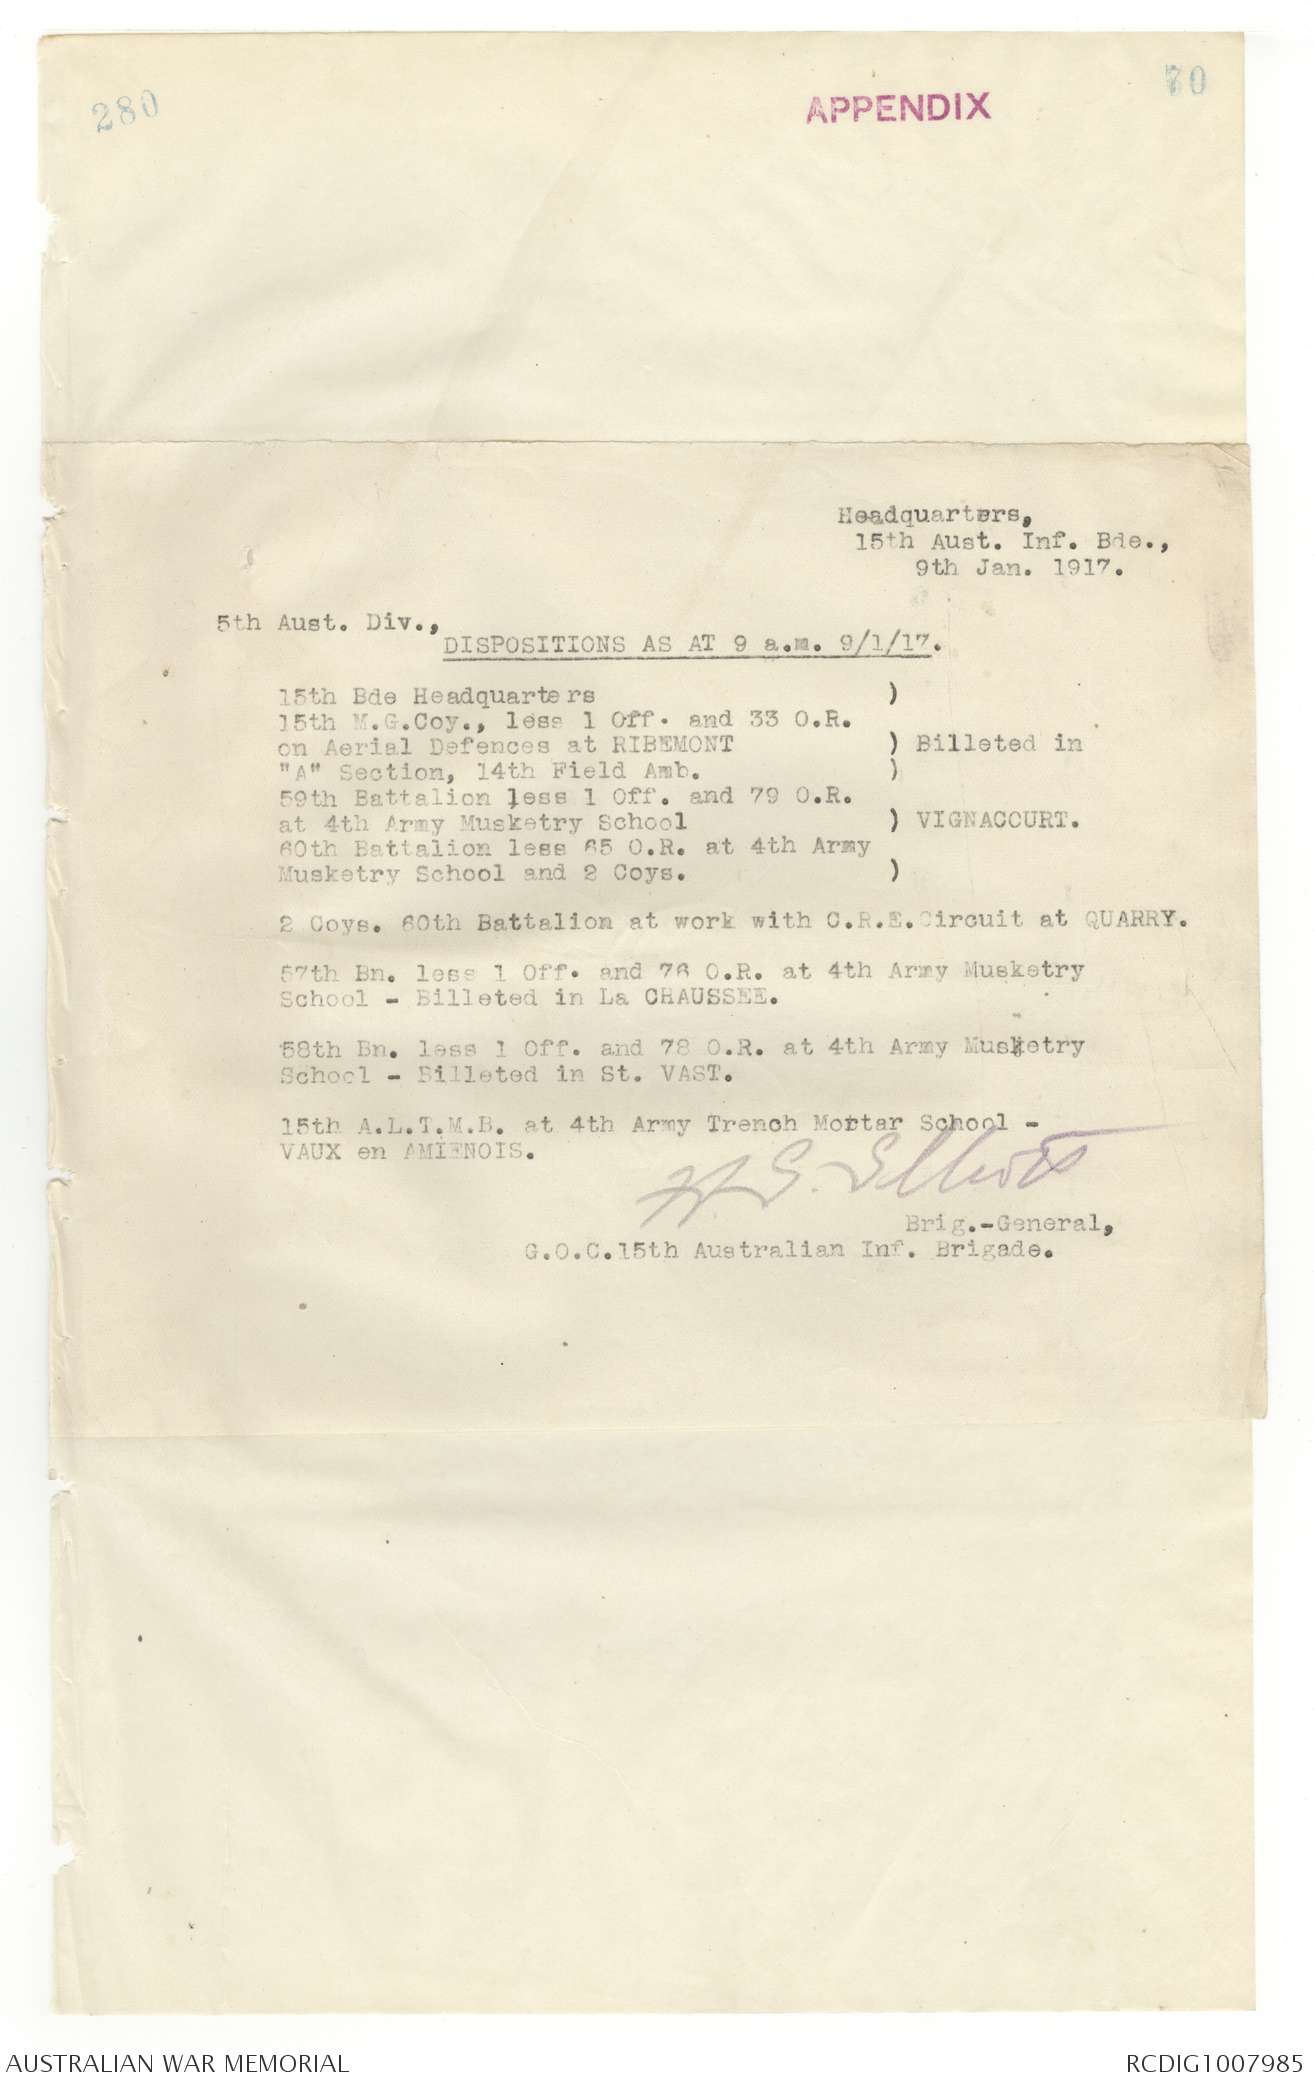 280
APPENDIX
70
Headquarters,
15th Aust. Inf. Bde.,
9th Jan. 1917.
5th Aust. Div.,
DISPOSITIONS AS AT 9 a.m. 9/1/17.
15th Bde Headquarters )
15th M.G.Coy., less 1 Off. and 33 O.R.
on Aerial Defences at RIBEMONT ) Billeted in
"A" Section, 14th Field Amb. )
59th Battalion less 1 Off. and 79 O.R.
at 4th Army Musketry School ) VIGNACOURT.
60th Battalion less 65 O.R. at 4th Army
Musketry School and 2 Coys. )
2 Coys. 60th Battalion at work with C.R.E.Circuit at QUARRY.
57th Bn. less 1 Off. and 76 O.R. at 4th Army Musketry
School - Billeted in La CHAUSSEE.
58th Bn. less 1 Off. and 78 O.R. at 4th Army Musketry
School - Billeted in St. VAST.
15th A.L.T.M.B. at 4th Army Trench Mortar School -
VAUX en AMIENOIS.
H. E. Elliott
Brig.-General,
G.O.C.15th Australian Inf. Brigade.
AUSTRALIAN WAR MEMORIAL
RCDIG1007985